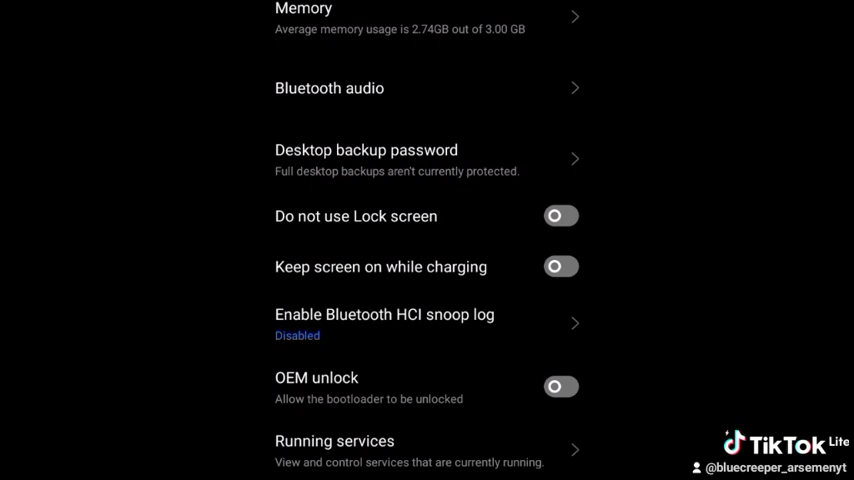 Memory
Average memory usage is 2.74GB out of 3.00 GB
Bluetooth audio
Desktop backup password
Full desktop backups aren't currently protected.
Do not use Lock screen
Keep screen on while charging
Enable Bluetooth HCI snoop log
Disabled
OEM unlock
Allow the bootloader to be unlocked
Running services
View and control services that are currently running.
TikTok Lite
@bluecreeper_arsemenyt